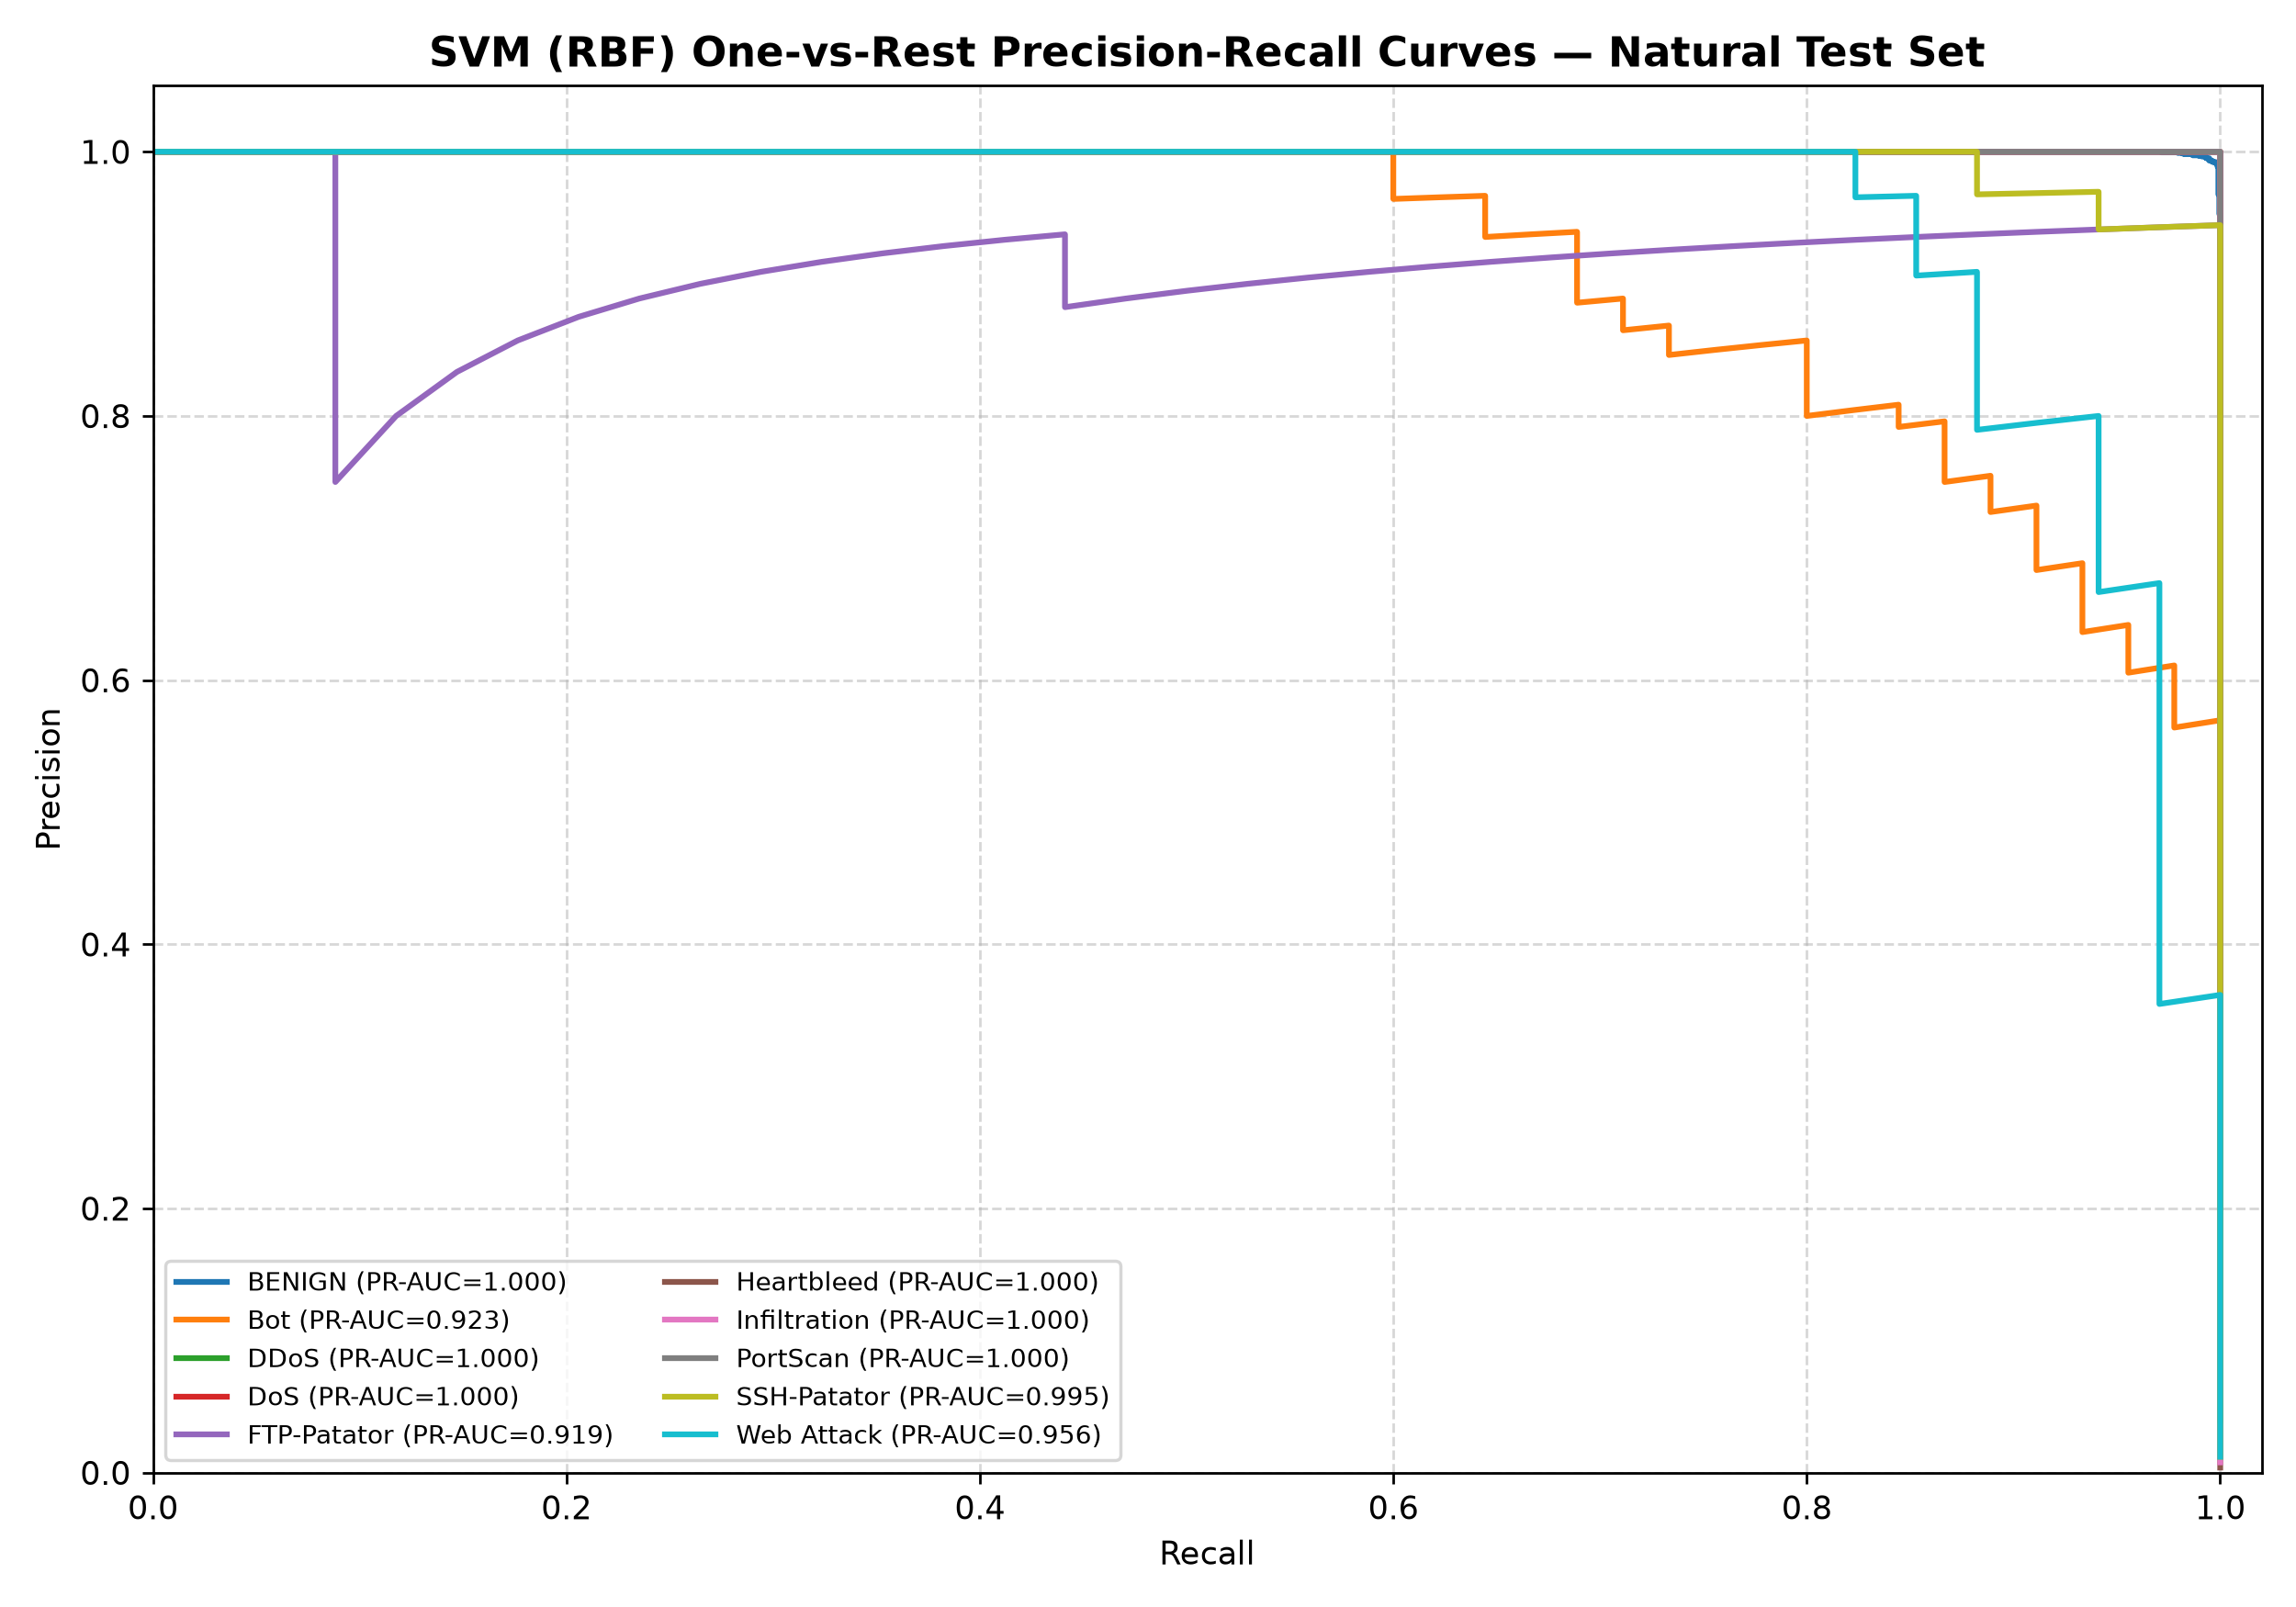 SVM (RBF) One-vs-Rest Precision-Recall Curves — Natural Test Set
Precision
1.0
0.8
0.6
0.4
0.2
0.0
BENIGN (PR-AUC=1.000)
Bot (PR-AUC=0.923)
DDoS (PR-AUC=1.000)
DoS (PR-AUC=1.000)
FTP-Patator (PR-AUC=0.919)
Heartbleed (PR-AUC=1.000)
Infiltration (PR-AUC=1.000)
PortScan (PR-AUC=1.000)
SSH-Patator (PR-AUC=0.995)
Web Attack (PR-AUC=0.956)
0.0 0.2 0.4 0.6 0.8 1.0
Recall